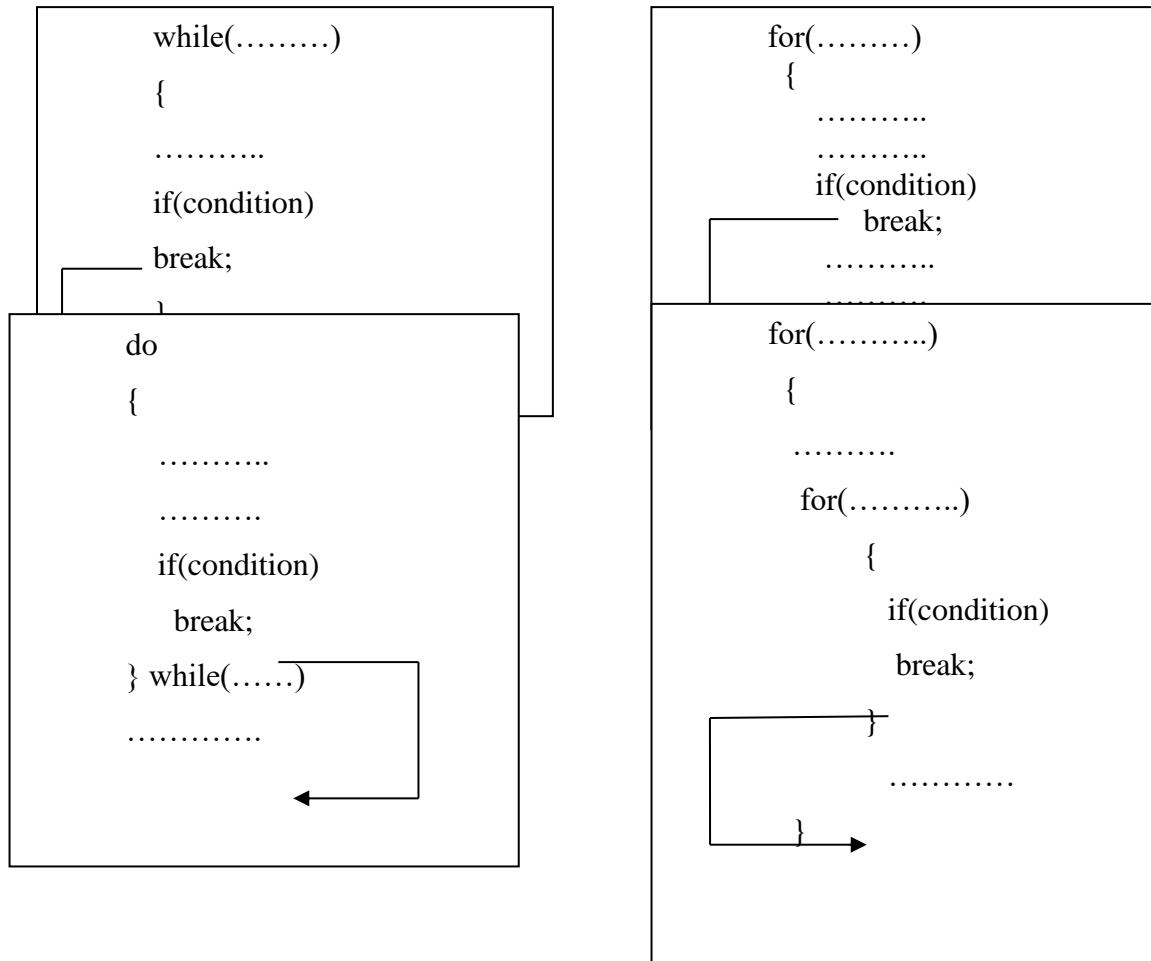 while(………)
{
………..
if(condition)
break;
}
for(………)
{
………..
………..
if(condition)
break;
………..
……….
do
{
………..
……….
if(condition)
break;
} while(……)
………….
for(………..)
{
……….
for(………..)
{
if(condition)
break;
}
…………
}